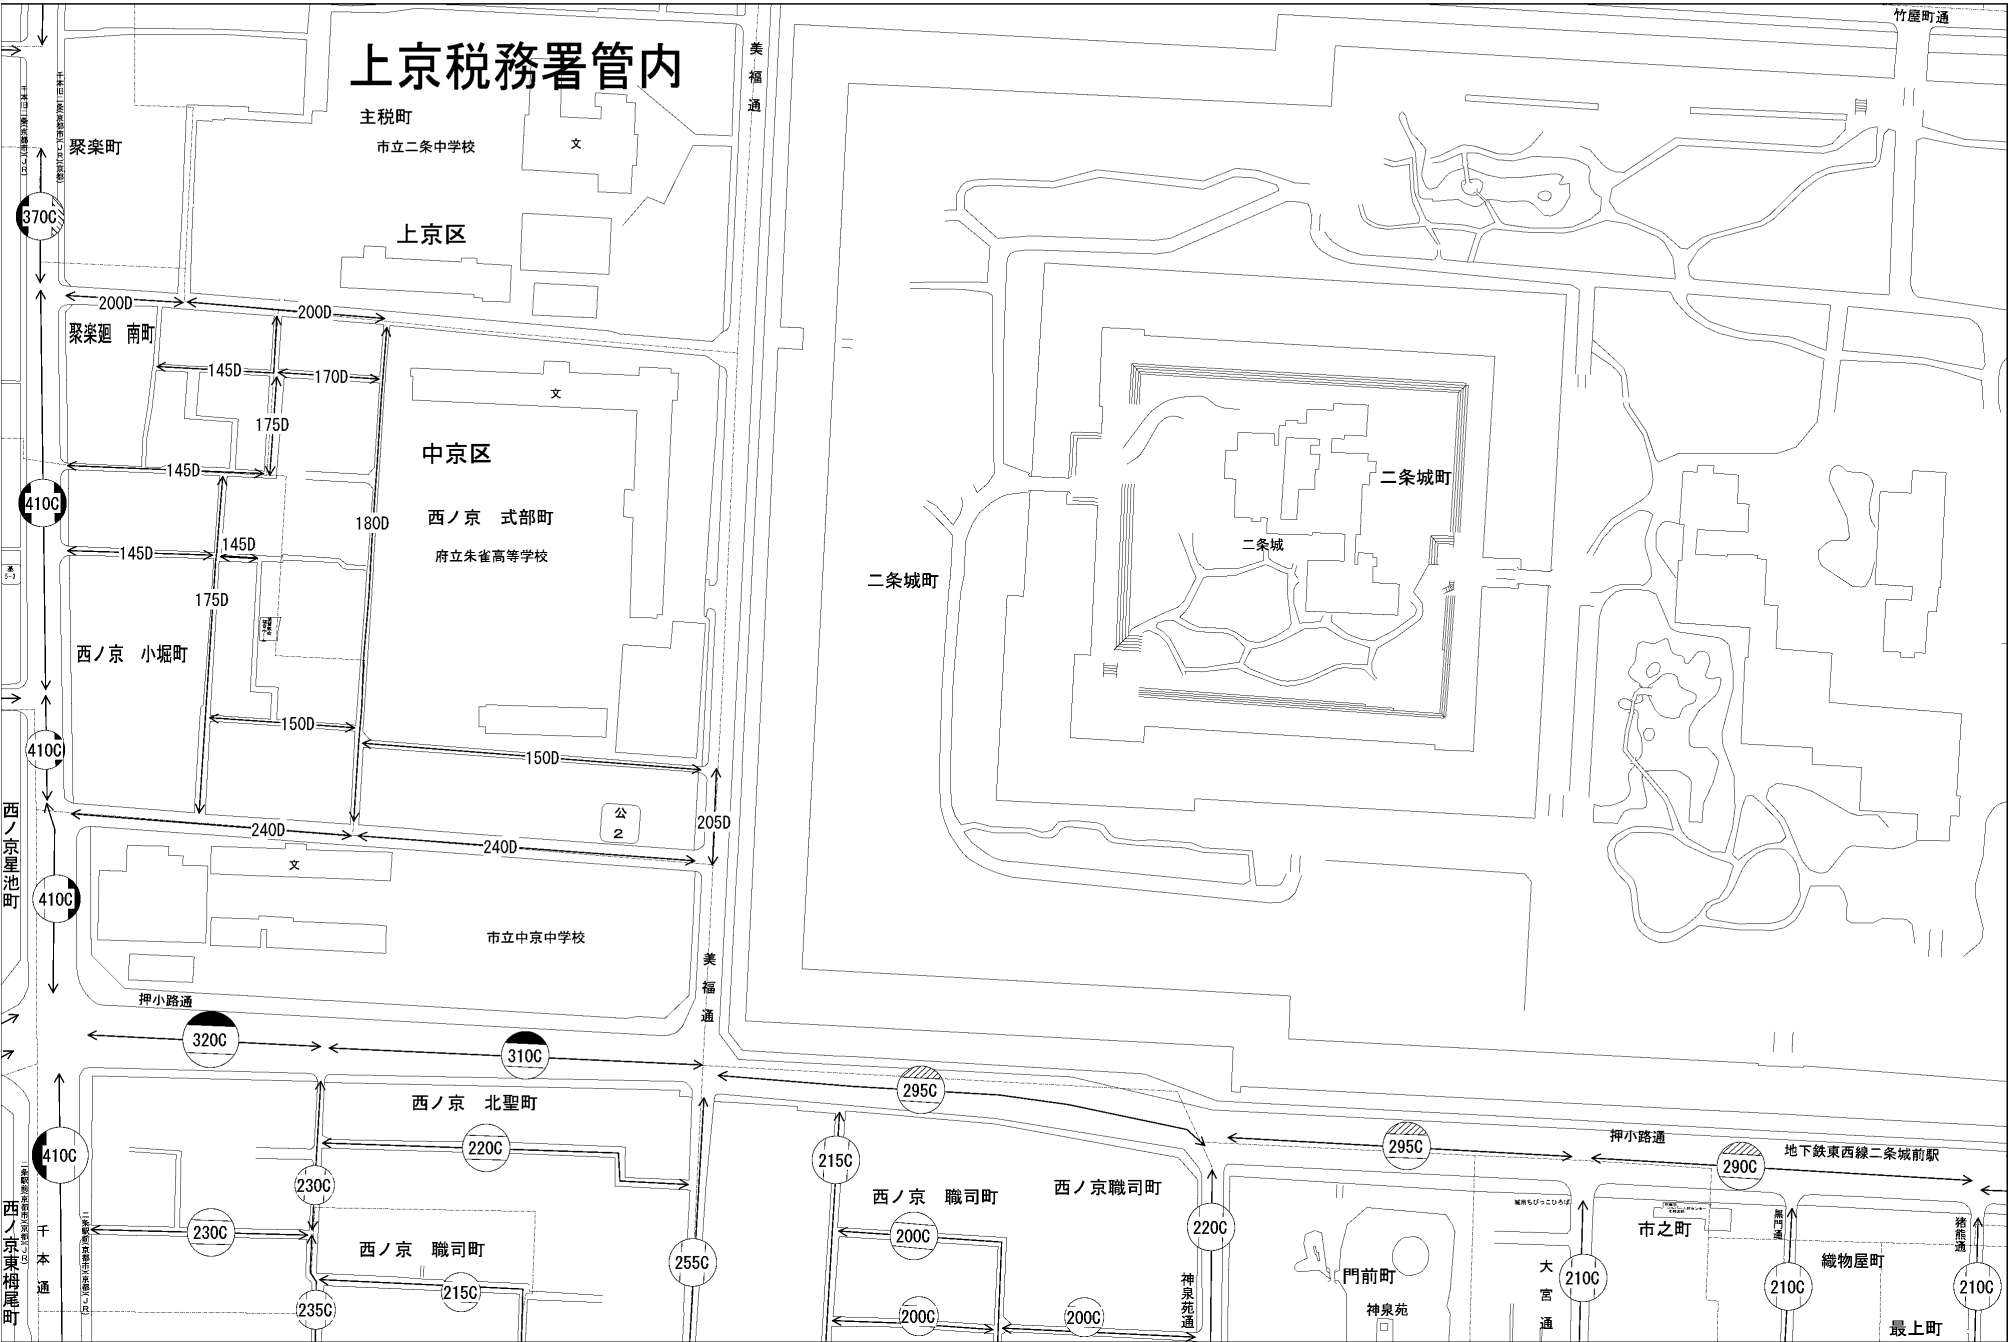 上京税務署管内
竹屋町通
美福通
主税町
市立二条中学校
文
聚楽町
370C
上京区
200D
200D
聚楽廻 南町
145D
170D
文
175D
中京区
145D
二条城町
410C
西ノ京 式部町
180D
145D
145D
府立朱雀高等学校
二条城
二条城町
175D
西ノ京 小堀町
150D
410C
150D
公
2
205D
240D
240D
文
西ノ京星池町
410C
市立中京中学校
美福通
押小路通
320C
310C
295C
西ノ京 北聖町
220C
410C
215C
295C
押小路通
地下鉄東西線二条城前駅
290C
230C
西ノ京 職司町
西ノ京職司町
220C
230C
200C
城南ちびっこひろば
市之町
黒門通
猪熊通
西ノ京東栂尾町
千本通
西ノ京 職司町
255C
215C
235C
200C
200C
神泉苑通
門前町
神泉苑
大宮通
210C
210C
織物屋町
210C
最上町